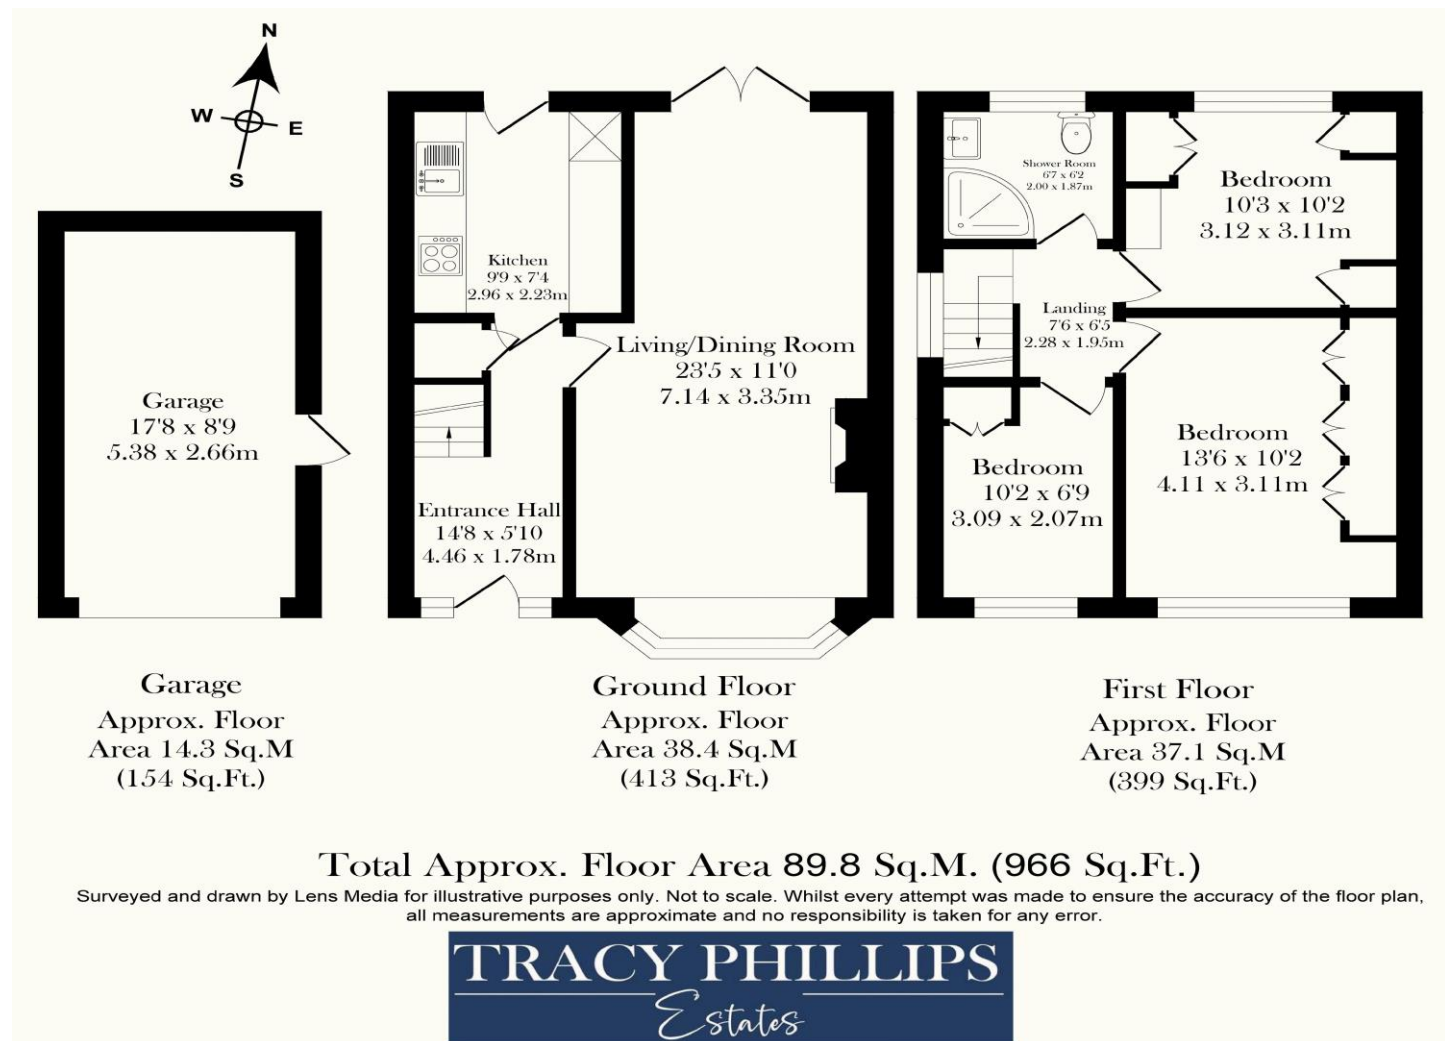 N
W
E
S
Garage
17'8 x 8'9
5.38 x 2.66m
Kitchen
9'9 x 7'4
2.96 x 2.23m
Living/Dining Room
23'5 x 11'0
7.14 x 3.35m
Entrance Hall
14'8 x 5'10
4.46 x 1.78m
Shower Room
6'7 x 6'2
2.00 x 1.87m
Bedroom
10'3 x 10'2
3.12 x 3.11m
Landing
7'6 x 6'5
2.28 x 1.95m
Bedroom
13'6 x 10'2
4.11 x 3.11m
Bedroom
10'2 x 6'9
3.09 x 2.07m
Garage
Approx. Floor
Area 14.3 Sq.M
(154 Sq.Ft.)
Ground Floor
Approx. Floor
Area 38.4 Sq.M
(413 Sq.Ft.)
First Floor
Approx. Floor
Area 37.1 Sq.M
(399 Sq.Ft.)
Total Approx. Floor Area 89.8 Sq.M. (966 Sq.Ft.)
Surveyed and drawn by Lens Media for illustrative purposes only. Not to scale. Whilst every attempt was made to ensure the accuracy of the floor plan,
all measurements are approximate and no responsibility is taken for any error.
TRACY PHILLIPS
Estates